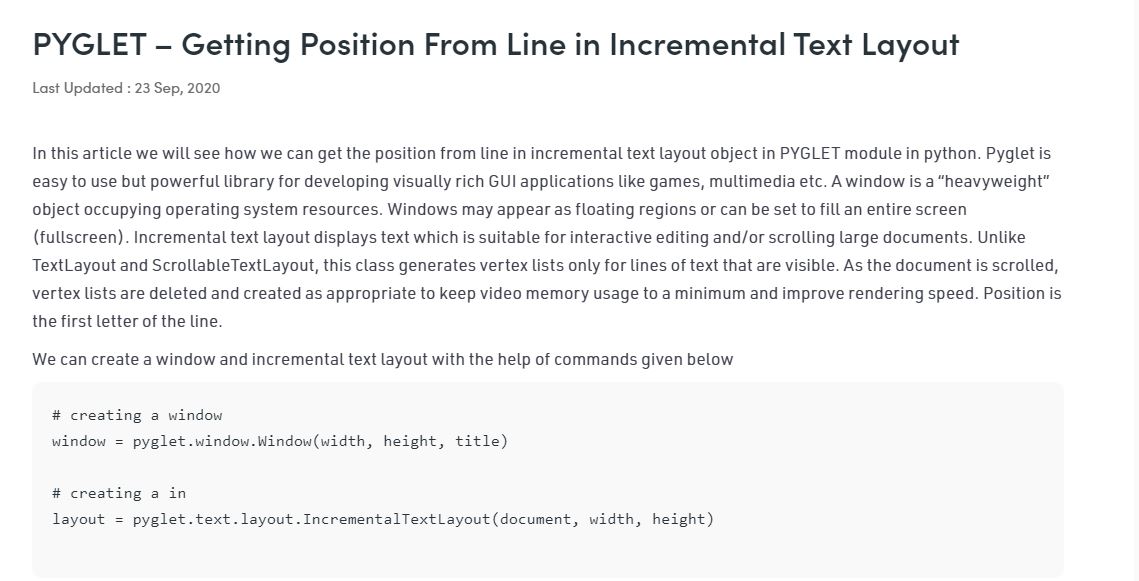 PYGLET – Getting Position From Line in Incremental Text Layout
Last Updated : 23 Sep, 2020
In this article we will see how we can get the position from line in incremental text layout object in PYGLET module in python. Pyglet is
easy to use but powerful library for developing visually rich GUI applications like games, multimedia etc. A window is a “heavyweight”
object occupying operating system resources. Windows may appear as floating regions or can be set to fill an entire screen
(fullscreen). Incremental text layout displays text which is suitable for interactive editing and/or scrolling large documents. Unlike
TextLayout and ScrollableTextLayout, this class generates vertex lists only for lines of text that are visible. As the document is scrolled,
vertex lists are deleted and created as appropriate to keep video memory usage to a minimum and improve rendering speed. Position is
the first letter of the line.
We can create a window and incremental text layout with the help of commands given below
# creating a window
window = pyglet.window.Window(width, height, title)
# creating a in
layout = pyglet.text.layout.IncrementalTextLayout(document, width, height)